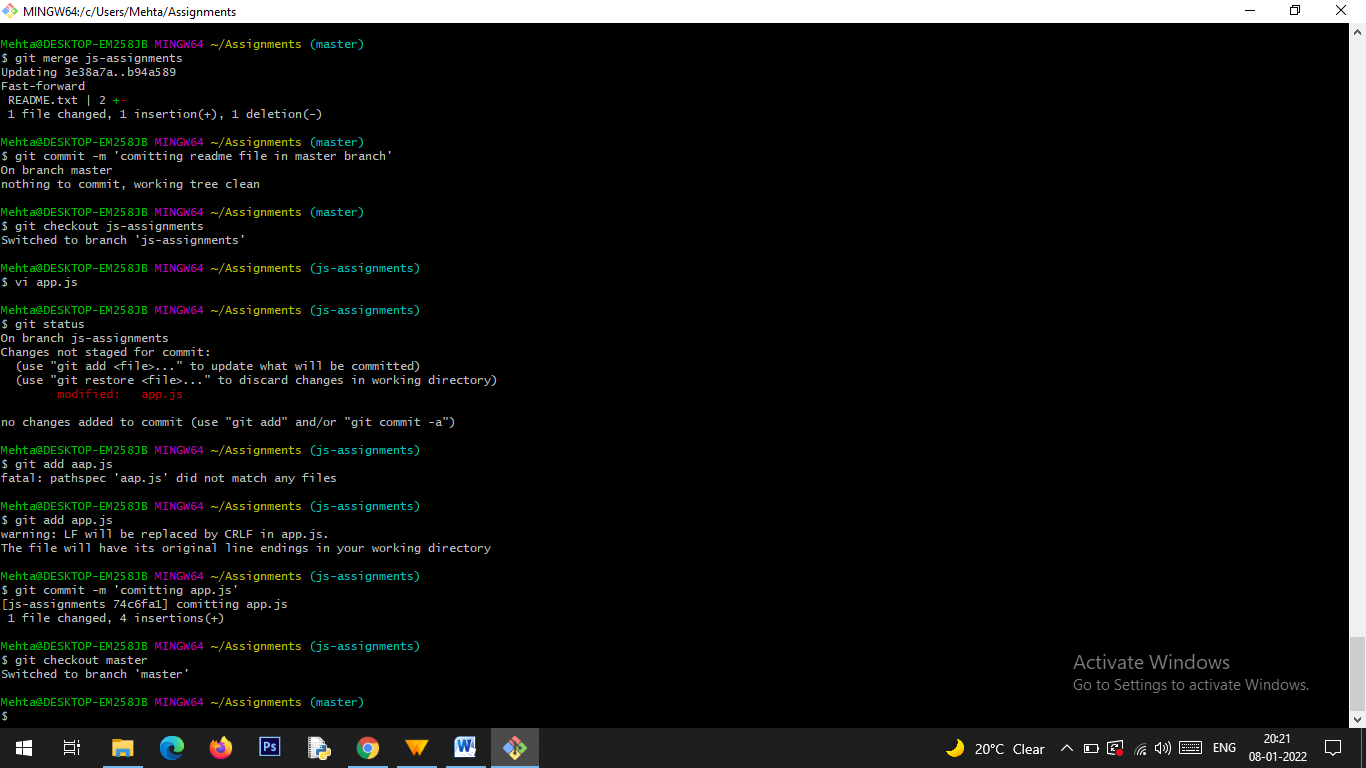 MINGW64:/c/Users/Mehta/Assignments
Mehta@DESKTOP-EM258JB MINGW64 ~/Assignments (master)
$ git merge js-assignments
Updating 3e38a7a..b94a589
Fast-forward
README.txt | 2 +-
1 file changed, 1 insertion(+), 1 deletion(-)
Mehta@DESKTOP-EM258JB MINGW64 ~/Assignments (master)
$ git commit -m 'comitting readme file in master branch'
On branch master
nothing to commit, working tree clean
Mehta@DESKTOP-EM258JB MINGW64 ~/Assignments (master)
$ git checkout js-assignments
Switched to branch 'js-assignments'
Mehta@DESKTOP-EM258JB MINGW64 ~/Assignments (js-assignments)
$ vi app.js
Mehta@DESKTOP-EM258JB MINGW64 ~/Assignments (js-assignments)
$ git status
On branch js-assignments
Changes not staged for commit:
(use "git add <file>..." to update what will be committed)
(use "git restore <file>..." to discard changes in working directory)
modified: app.js
no changes added to commit (use "git add" and/or "git commit -a")
Mehta@DESKTOP-EM258JB MINGW64 ~/Assignments (js-assignments)
$ git add aap.js
fatal: pathspec 'aap.js' did not match any files
Mehta@DESKTOP-EM258JB MINGW64 ~/Assignments (js-assignments)
$ git add app.js
warning: LF will be replaced by CRLF in app.js.
The file will have its original line endings in your working directory
Mehta@DESKTOP-EM258JB MINGW64 ~/Assignments (js-assignments)
$ git commit -m 'comitting app.js'
[js-assignments 74c6fa1] comitting app.js
1 file changed, 4 insertions(+)
Mehta@DESKTOP-EM258JB MINGW64 ~/Assignments (js-assignments)
$ git checkout master
Switched to branch 'master'
Mehta@DESKTOP-EM258JB MINGW64 ~/Assignments (master)
$
Activate Windows
Go to Settings to activate Windows.
Ps
W
20°C Clear
ENG
20:21
08-01-2022